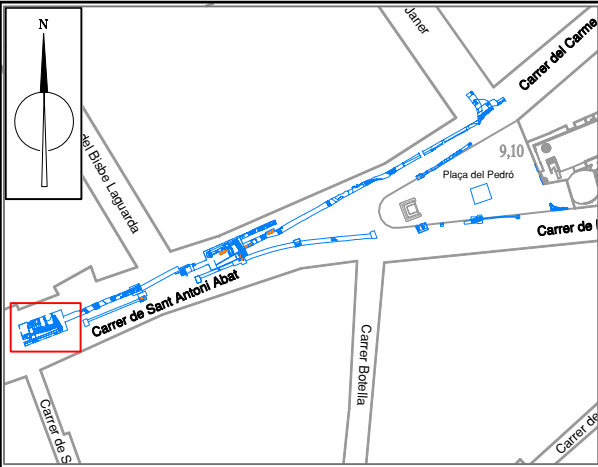 N
Janer
Carrer del Carme
9,10
Plaça del Pedró
del Bisbe Laguarda
Carrer de
Carrer de Sant Antoni Abat
Carrer Botella
Carrer de S
Carrer de